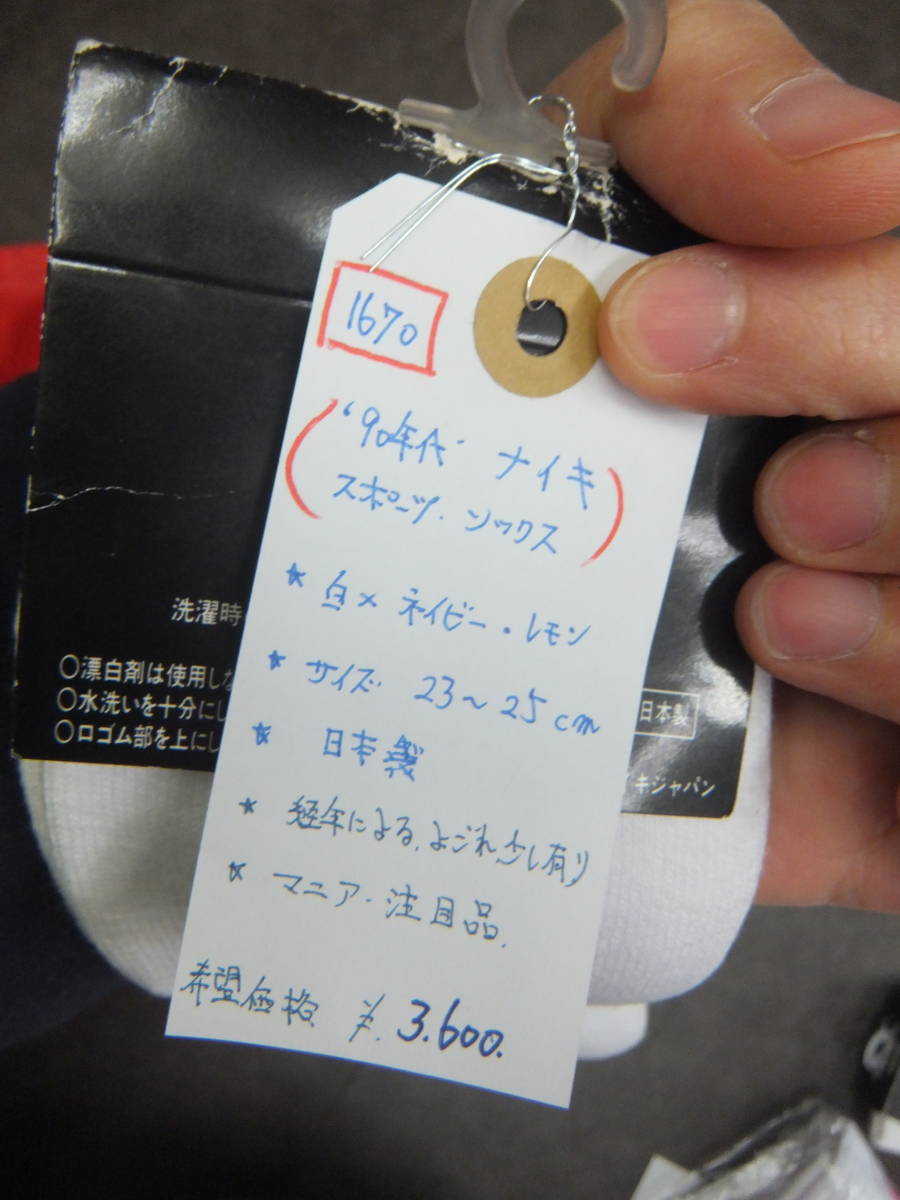 1670
'90年代 ナイキ
スポーツ・ソックス
★ 白× ネイビー・レモン
★ サイズ 23〜25cm
★ 日本製
★ 経年による、よごれ少し有り
★ マニア・注目品.
希望価格 ¥.3.600.
洗濯時
○漂白剤は使用しな
○水洗いを十分にし
○口ゴム部を上にし
日本製
キジャパン